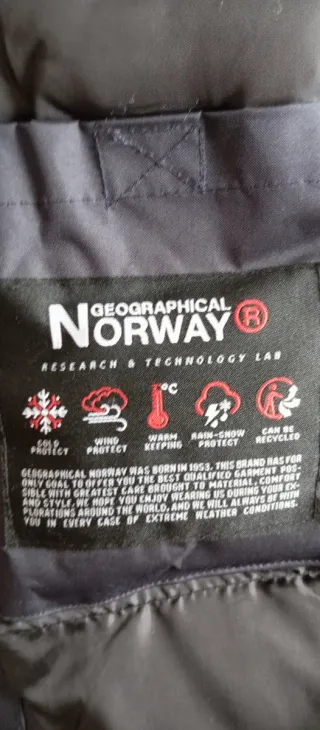 GEOGRAPHICAL
NORWAY ®
RESEARCH & TECHNOLOGY LAB
°C
COLD PROTECT
WIND PROTECT
WARM KEEPING
RAIN-SNOW PROTECT
CAN BE RECYCLED
GEOGRAPHICAL NORWAY WAS BORN IN 1953. THIS BRAND HAS FOR
ONLY GOAL TO OFFER YOU THE BEST QUALIFIED GARMENT POS-
SIBLE WITH GREATEST CARE BROUGHT TO MATERIAL, COMFORT
AND STYLE. WE HOPE YOU ENJOY WEARING US DURING YOUR EX-
PLORATIONS AROUND THE WORLD, AND WE WILL ALWAYS BE WITH
YOU IN EVERY CASE OF EXTREME WEATHER CONDITIONS.